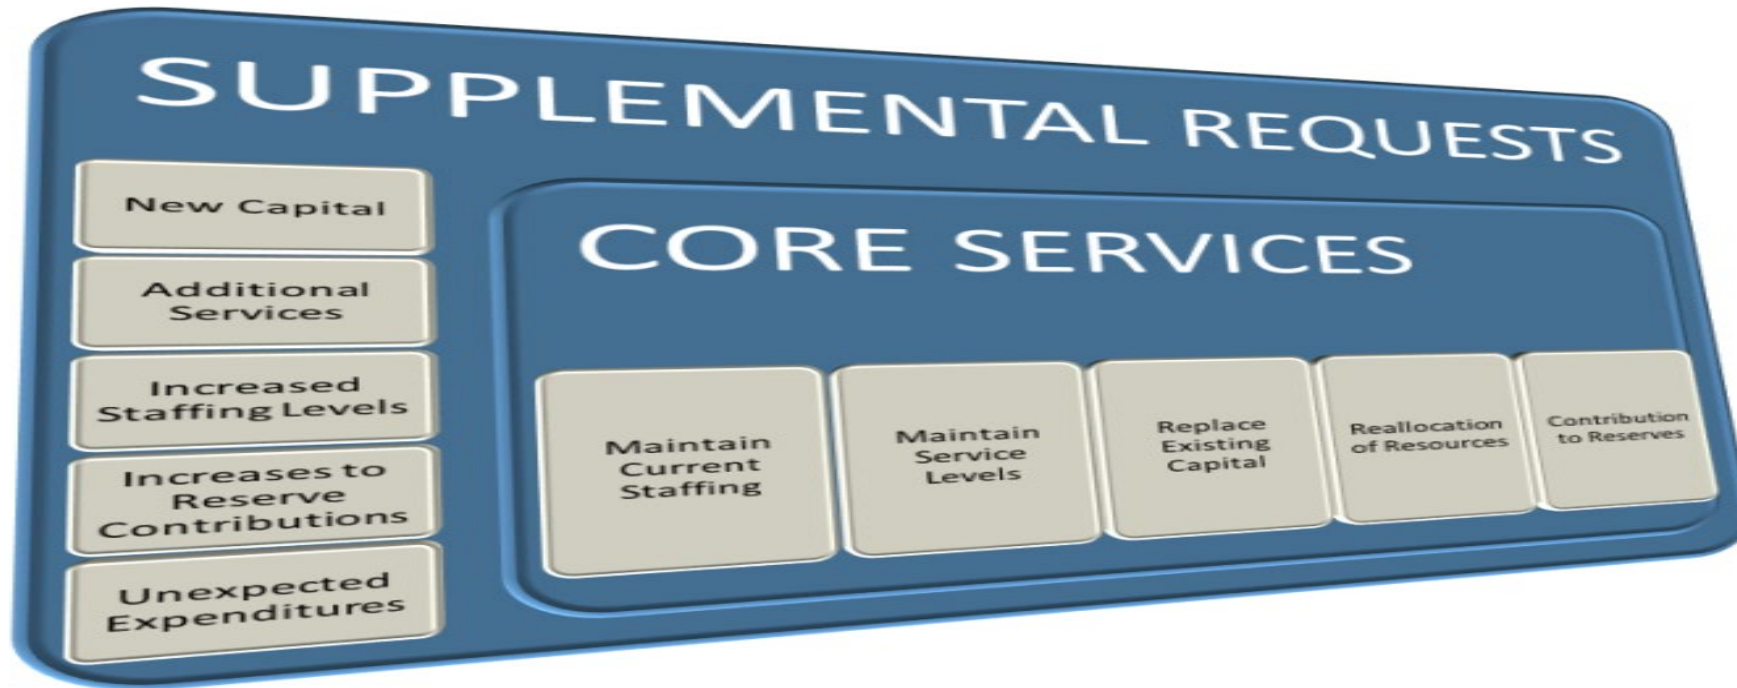 SUPPLEMENTAL REQUESTS
New Capital
Additional
Services
Increased
Staffing Levels
Increases to
Reserve
Contributions
Unexpected
Expenditures
CORE SERVICES
Maintain
Current
Staffing
Maintain
Service
Levels
Replace
Existing
Capital
Reallocation
of Resources
Contribution
to Reserves